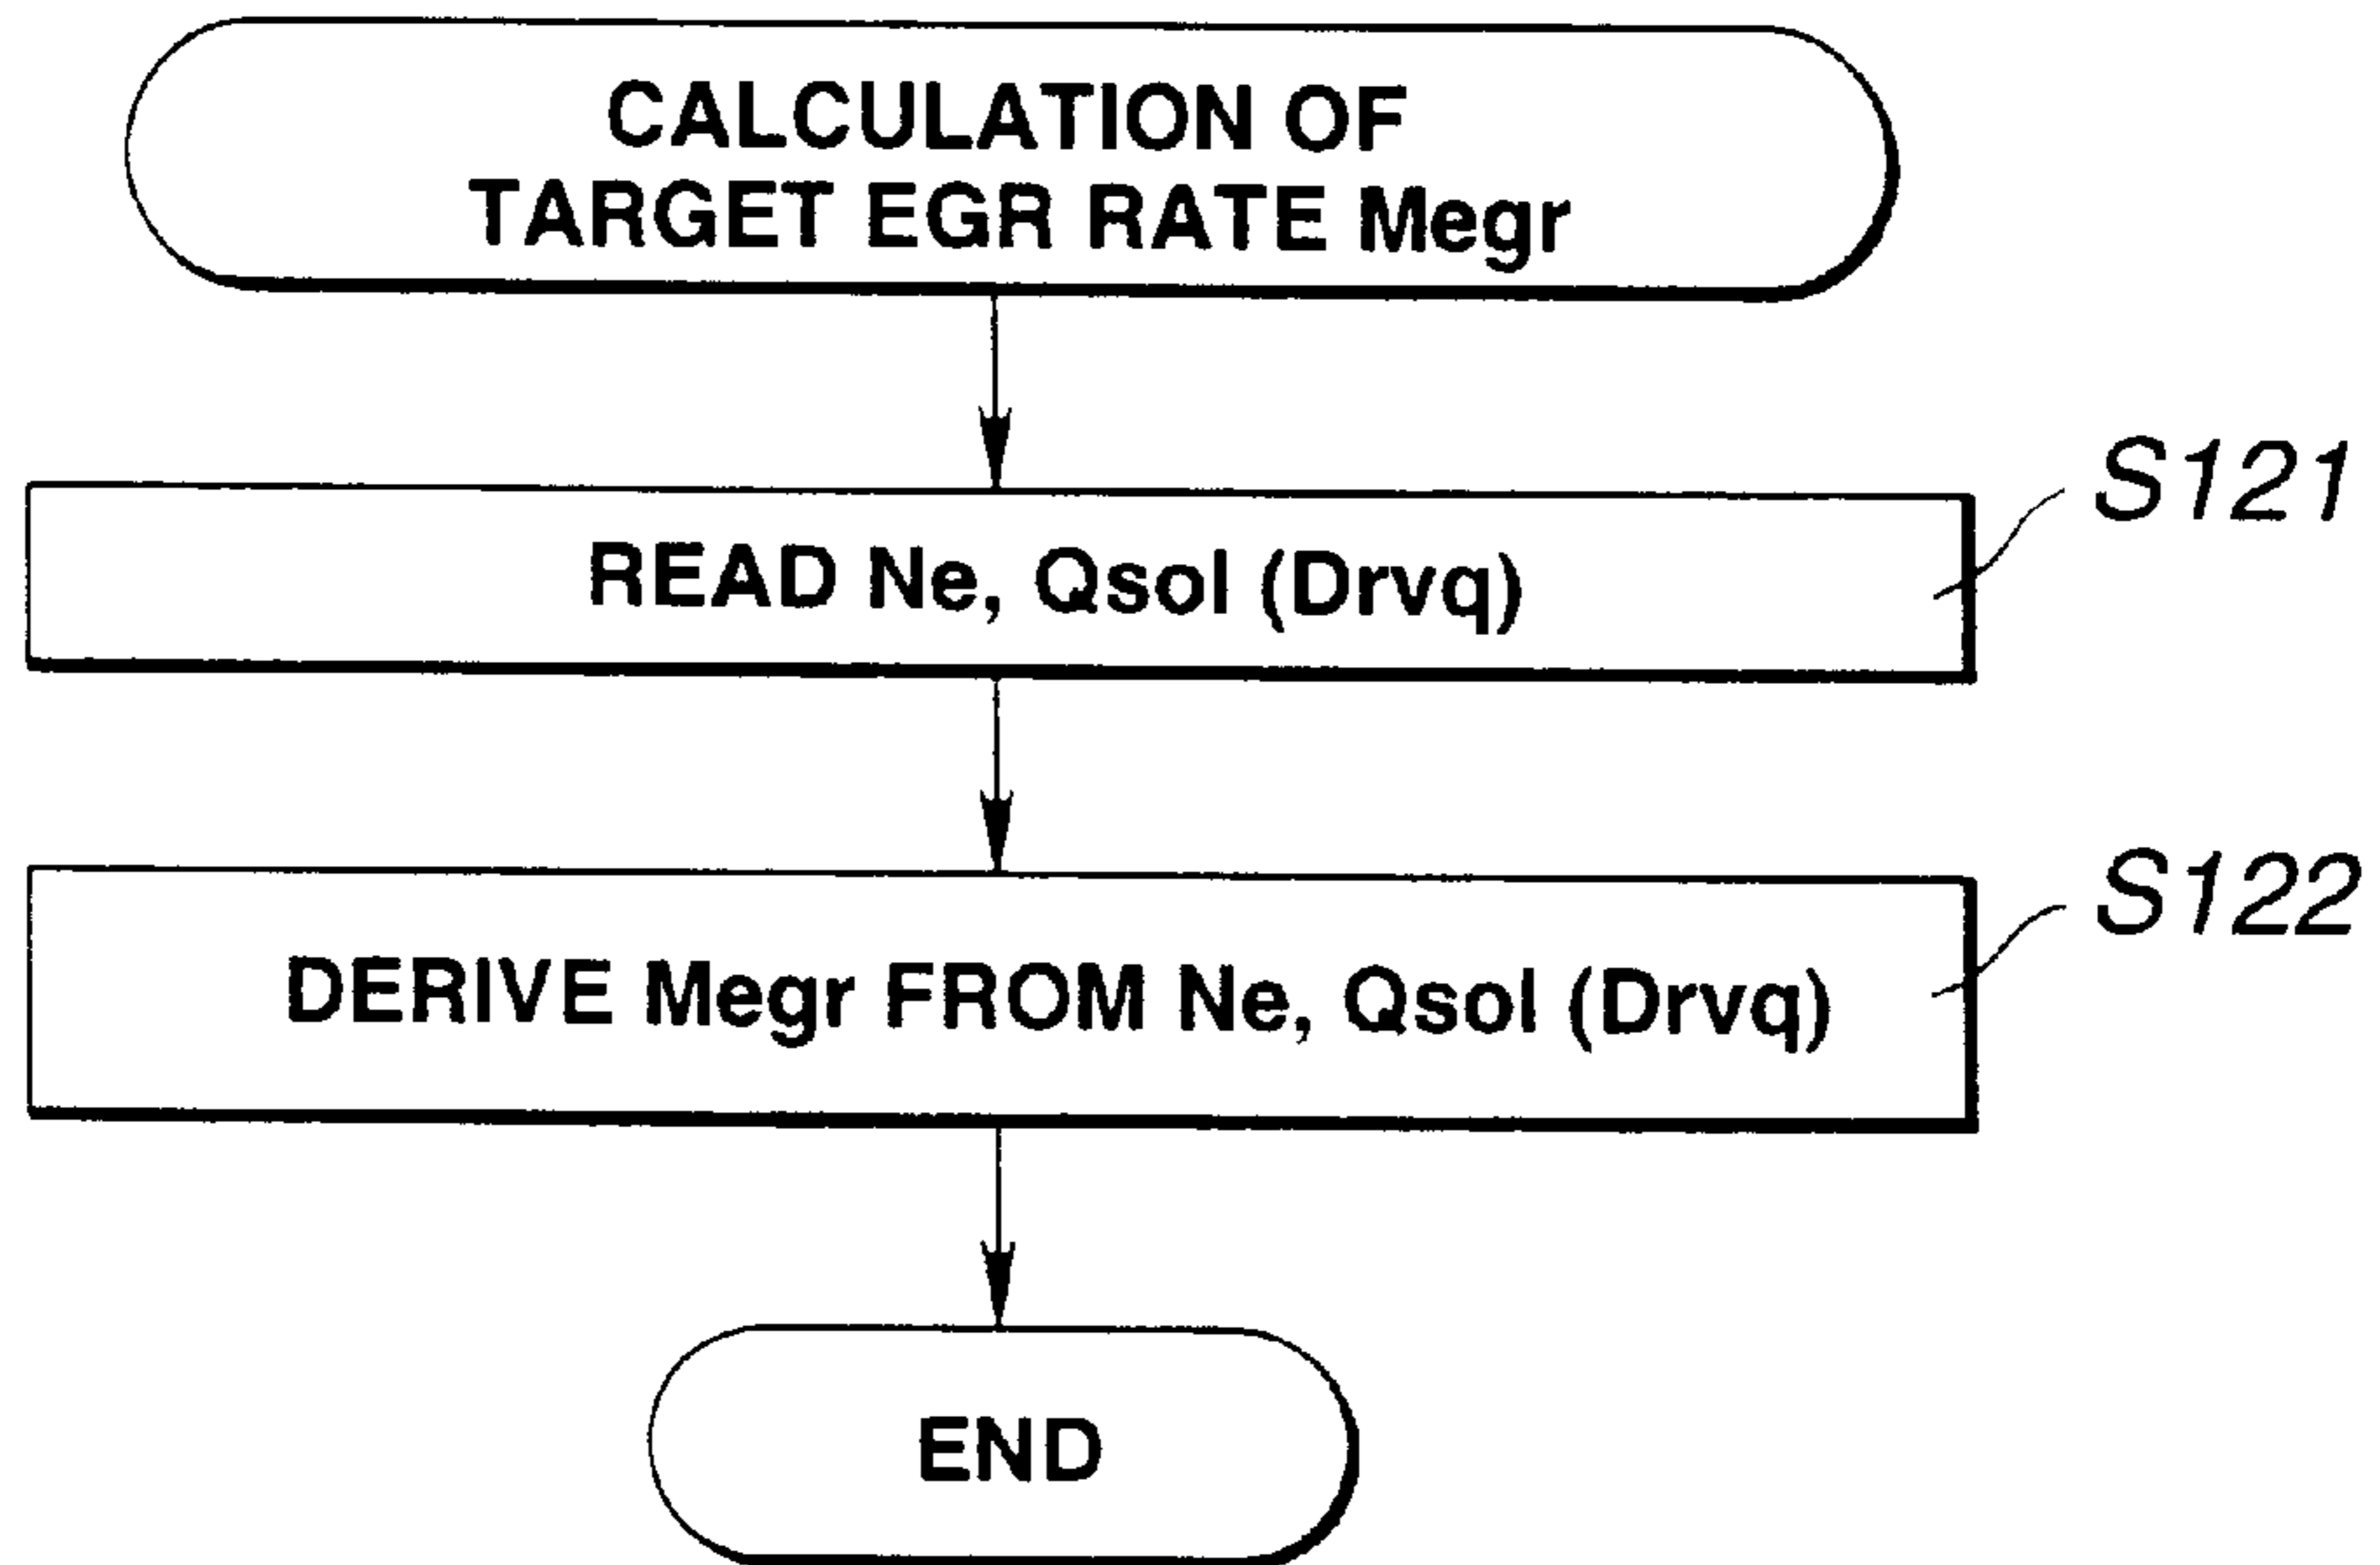 CALCULATION OF
TARGET EGR RATE Megr
S121
READ Ne, Qsol (Drvq)
S122
DERIVE Megr FROM Ne, Qsol (Drvq)
END